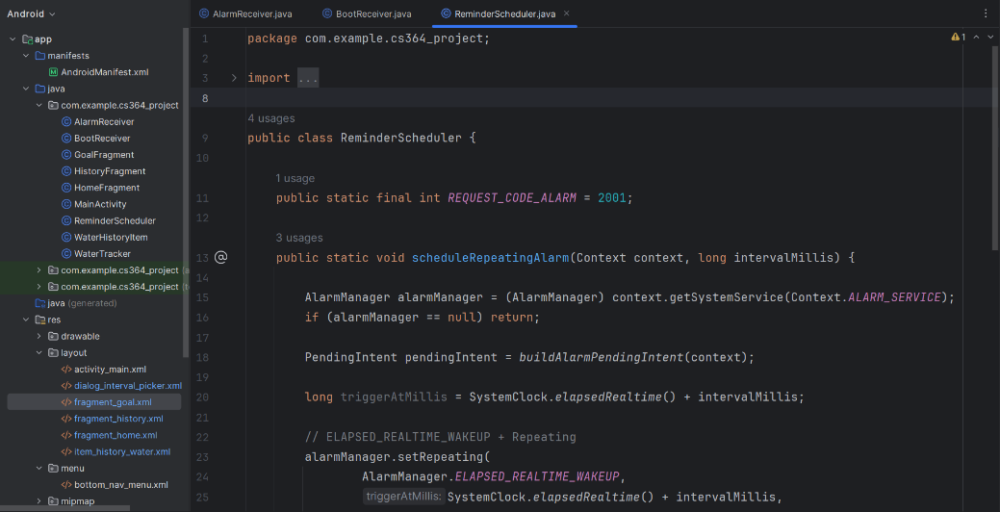 Android
AlarmReceiver.java
BootReceiver.java
ReminderScheduler.java
app
manifests
AndroidManifest.xml
java
com.example.cs364_project
AlarmReceiver
BootReceiver
GoalFragment
HistoryFragment
HomeFragment
MainActivity
ReminderScheduler
WaterHistoryItem
WaterTracker
com.example.cs364_project
com.example.cs364_project
java (generated)
res
drawable
layout
activity_main.xml
dialog_interval_picker.xml
fragment_goal.xml
fragment_history.xml
fragment_home.xml
item_history_water.xml
menu
bottom_nav_menu.xml
mipmap
1
1 package com.example.cs364_project;
2
3 import ...
8
4 usages
9 public class ReminderScheduler {
10
1 usage
11 public static final int REQUEST_CODE_ALARM = 2001;
12
3 usages
13 @ public static void scheduleRepeatingAlarm(Context context, long intervalMillis) {
14
15 AlarmManager alarmManager = (AlarmManager) context.getSystemService(Context.ALARM_SERVICE);
16 if (alarmManager == null) return;
17
18 PendingIntent pendingIntent = buildAlarmPendingIntent(context);
19
20 long triggerAtMillis = SystemClock.elapsedRealtime() + intervalMillis;
21
22 // ELAPSED_REALTIME_WAKEUP + Repeating
23 alarmManager.setRepeating(
24 AlarmManager.ELAPSED_REALTIME_WAKEUP,
25 triggerAtMillis: SystemClock.elapsedRealtime() + intervalMillis,